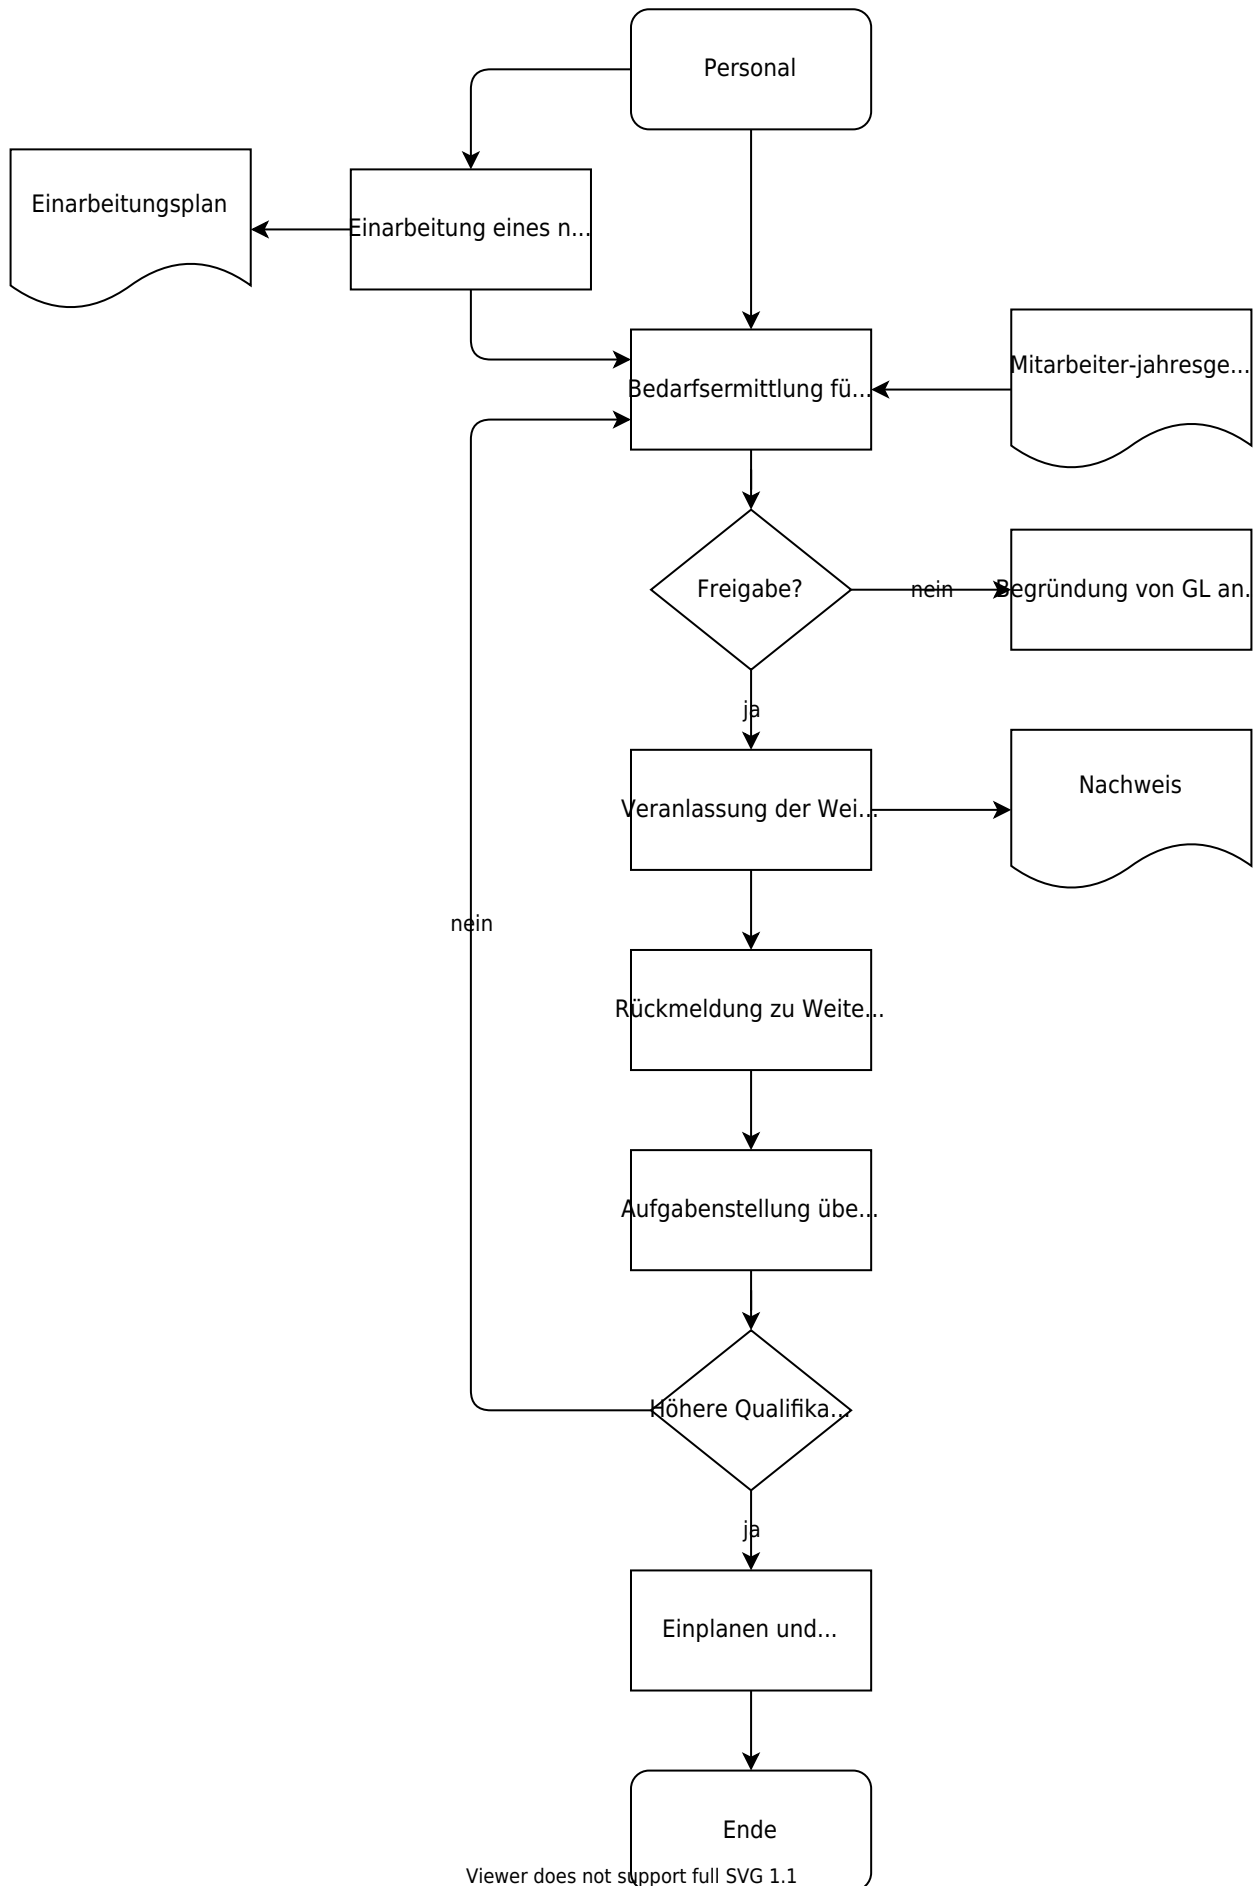 Personal
Einarbeitungsplan
Einarbeitung eines n...
Mitarbeiter-jahresge...
Bedarfsermittlung fü...
Freigabe?
nein
Begründung von GL an.
ja
Nachweis
Veranlassung der Wei...
nein
Rückmeldung zu Weite...
Aufgabenstellung übe...
Höhere Qualifika...
ja
Einplanen und...
Ende
Viewer does not support full SVG 1.1